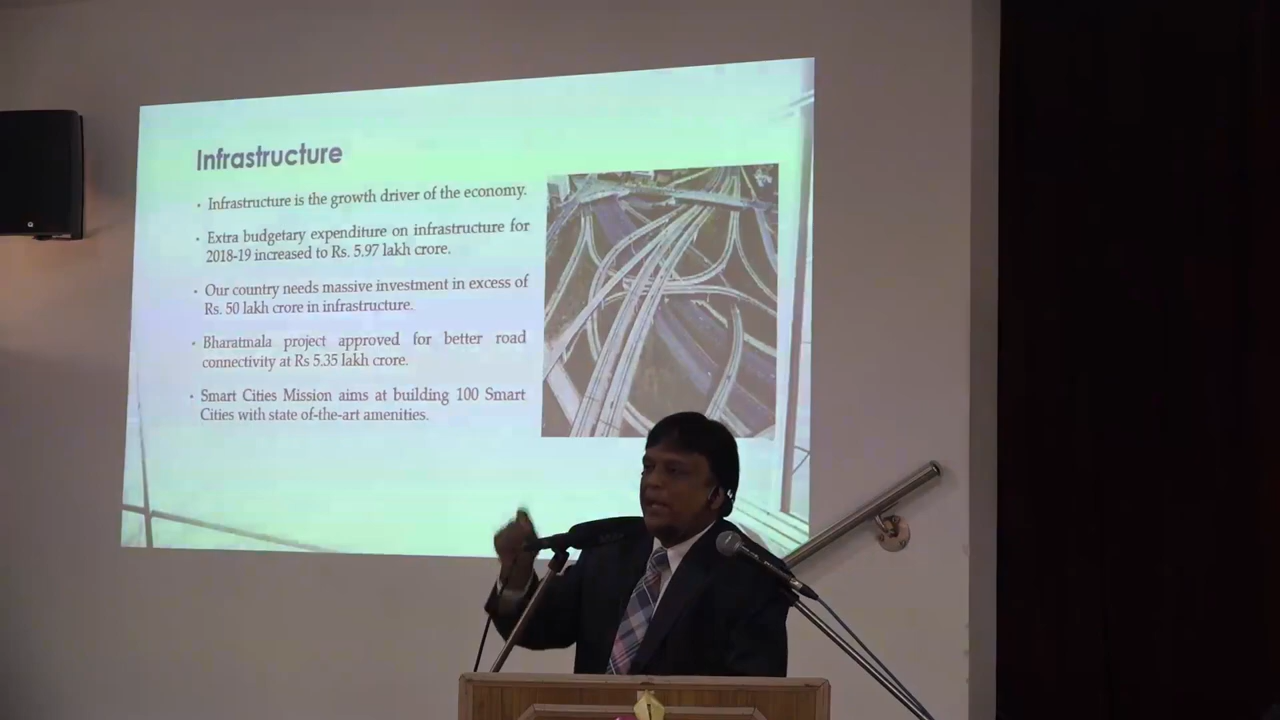 Infrastructure
• Infrastructure is the growth driver of the economy.
• Extra budgetary expenditure on infrastructure for
2018-19 increased to Rs. 5.97 lakh crore.
• Our country needs massive investment in excess of
Rs. 50 lakh crore in infrastructure.
• Bharatmala project approved for better road
connectivity at Rs 5.35 lakh crore.
• Smart Cities Mission aims at building 100 Smart
Cities with state of-the-art amenities.